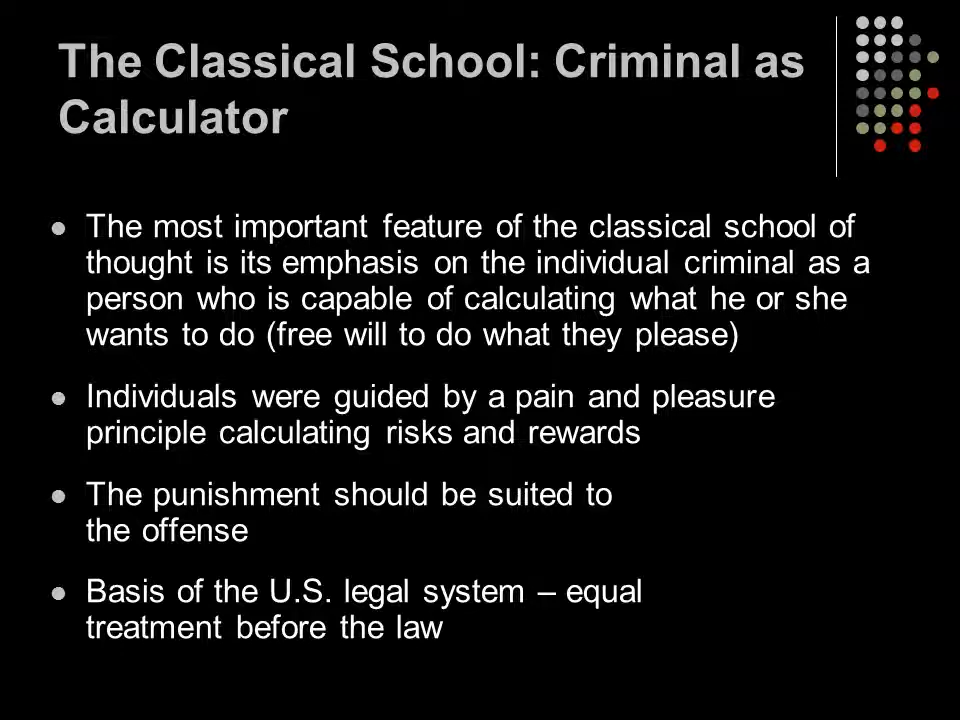 The Classical School: Criminal as
Calculator
The most important feature of the classical school of
thought is its emphasis on the individual criminal as a
person who is capable of calculating what he or she
wants to do (free will to do what they please)
Individuals were guided by a pain and pleasure
principle calculating risks and rewards
The punishment should be suited to
the offense
Basis of the U.S. legal system – equal
treatment before the law